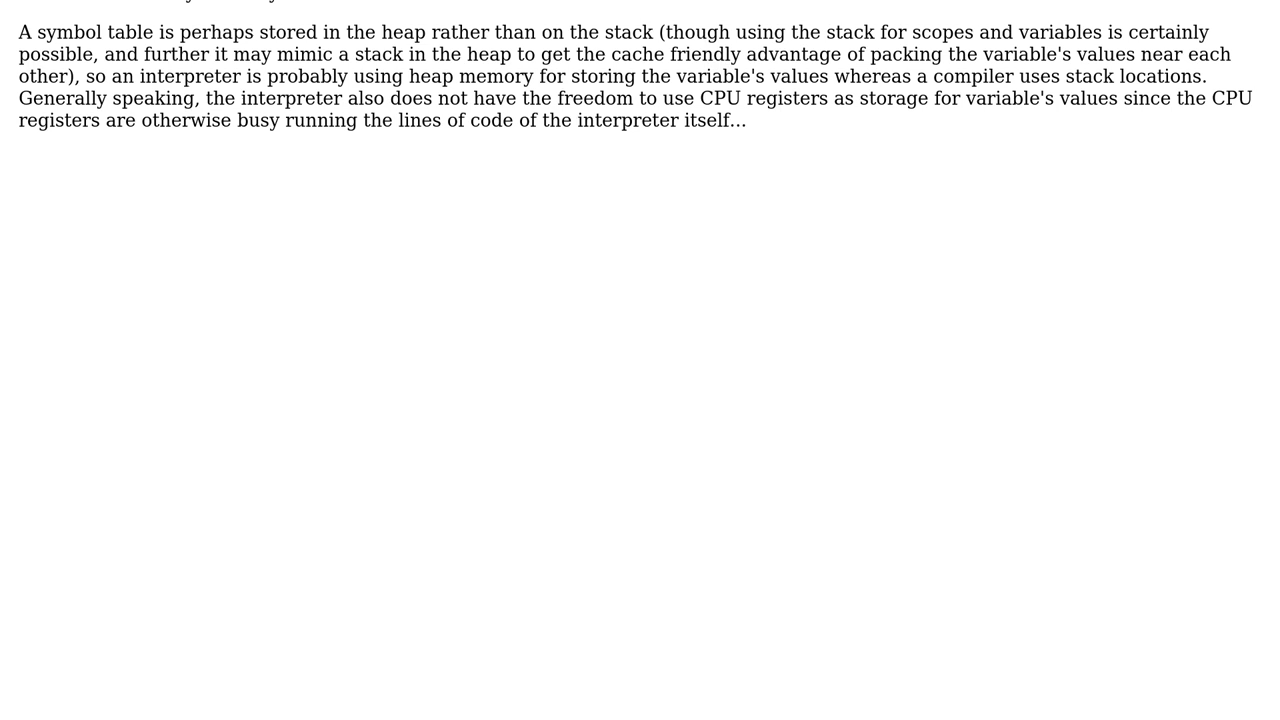 A symbol table is perhaps stored in the heap rather than on the stack (though using the stack for scopes and variables is certainly
possible, and further it may mimic a stack in the heap to get the cache friendly advantage of packing the variable's values near each
other), so an interpreter is probably using heap memory for storing the variable's values whereas a compiler uses stack locations.
Generally speaking, the interpreter also does not have the freedom to use CPU registers as storage for variable's values since the CPU
registers are otherwise busy running the lines of code of the interpreter itself...